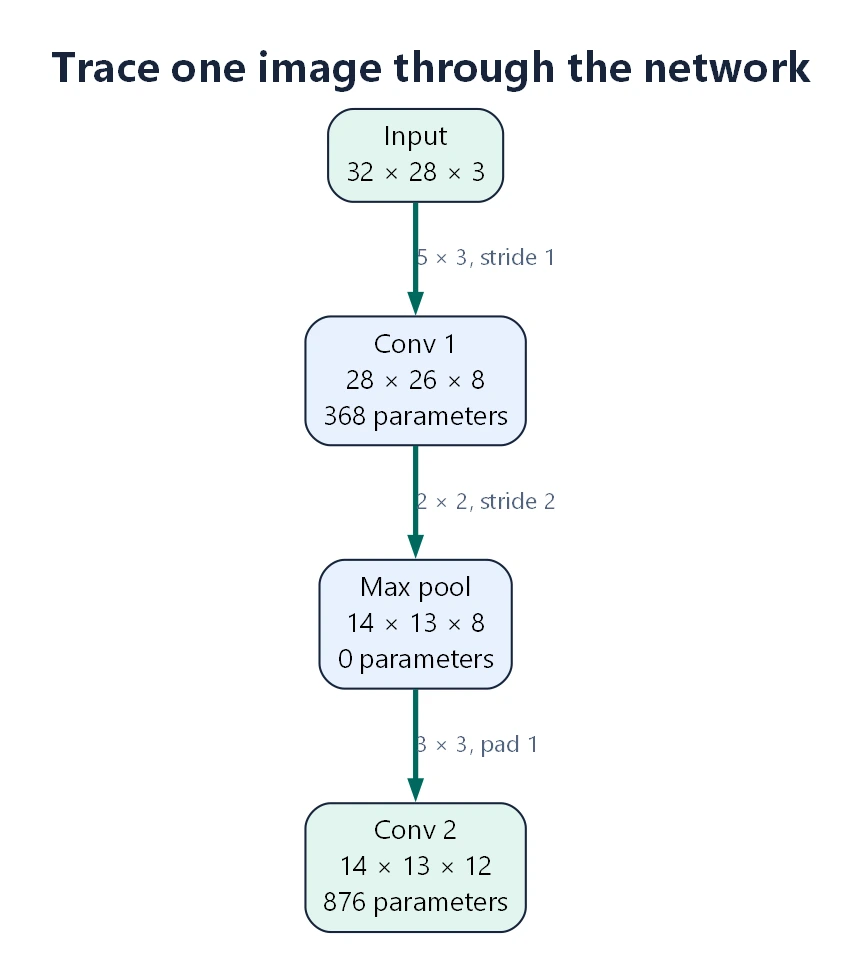 Trace one image through the network
Input
32 × 28 × 3
5 × 3, stride 1
Conv 1
28 × 26 × 8
368 parameters
2 × 2, stride 2
Max pool
14 × 13 × 8
0 parameters
3 × 3, pad 1
Conv 2
14 × 13 × 12
876 parameters